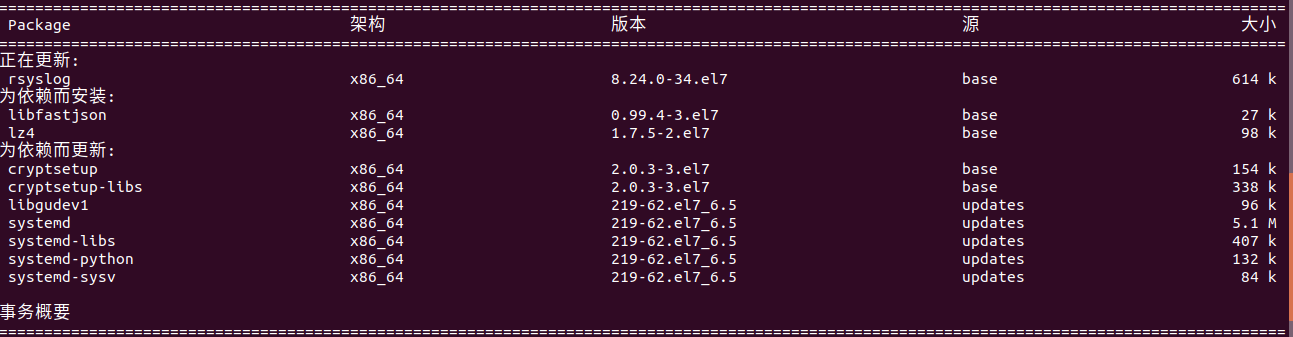 ================================================================================
Package 架构 版本 源 大小
================================================================================
正在更新:
rsyslog x86_64 8.24.0-34.el7 base 614 k
为依赖而安装:
libfastjson x86_64 0.99.4-3.el7 base 27 k
lz4 x86_64 1.7.5-2.el7 base 98 k
为依赖而更新:
cryptsetup x86_64 2.0.3-3.el7 base 154 k
cryptsetup-libs x86_64 2.0.3-3.el7 base 338 k
libgudev1 x86_64 219-62.el7_6.5 updates 96 k
systemd x86_64 219-62.el7_6.5 updates 5.1 M
systemd-libs x86_64 219-62.el7_6.5 updates 407 k
systemd-python x86_64 219-62.el7_6.5 updates 132 k
systemd-sysv x86_64 219-62.el7_6.5 updates 84 k
事务概要
================================================================================